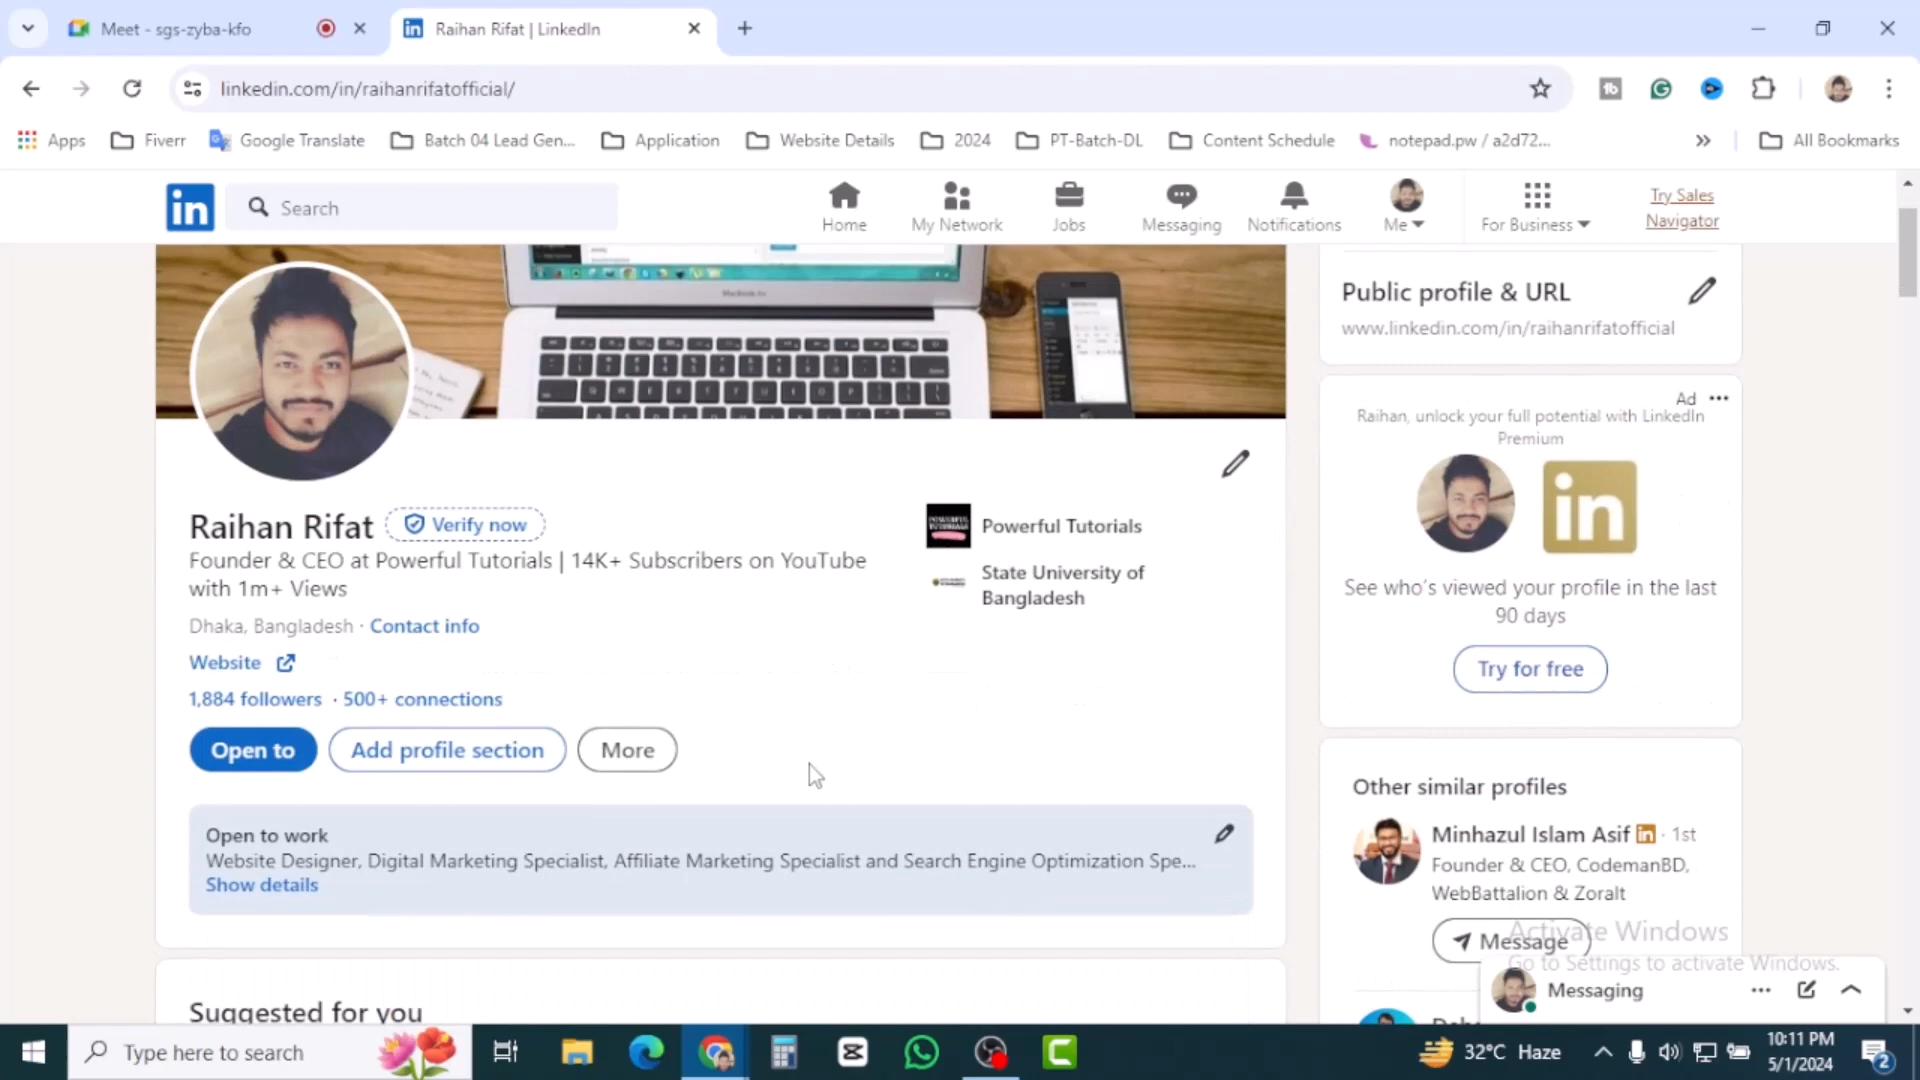 Meet - sgs-zyba-kfo
Raihan Rifat | LinkedIn
linkedin.com/in/raihanrifatofficial/
Apps
Fiverr
Google Translate
Batch 04 Lead Gen...
Application
Website Details
2024
PT-Batch-DL
Content Schedule
notepad.pw / a2d72...
All Bookmarks
in
Search
Home
My Network
Jobs
Messaging
Notifications
Me
For Business
Try Sales
Navigator
Raihan Rifat
Verify now
Founder & CEO at Powerful Tutorials | 14K+ Subscribers on YouTube
with 1m+ Views
Dhaka, Bangladesh · Contact info
Website
1,884 followers · 500+ connections
Open to
Add profile section
More
Powerful Tutorials
State University of
Bangladesh
Open to work
Website Designer, Digital Marketing Specialist, Affiliate Marketing Specialist and Search Engine Optimization Spe...
Show details
Suggested for you
Public profile & URL
www.linkedin.com/in/raihanrifatofficial
Ad
Raihan, unlock your full potential with LinkedIn
Premium
in
See who's viewed your profile in the last
90 days
Try for free
Other similar profiles
Minhazul Islam Asif in · 1st
Founder & CEO, CodemanBD,
WebBattalion & Zoralt
Message
Activate Windows
Go to Settings to activate Windows.
Messaging
Type here to search
32°C Haze
10:11 PM
5/1/2024
2